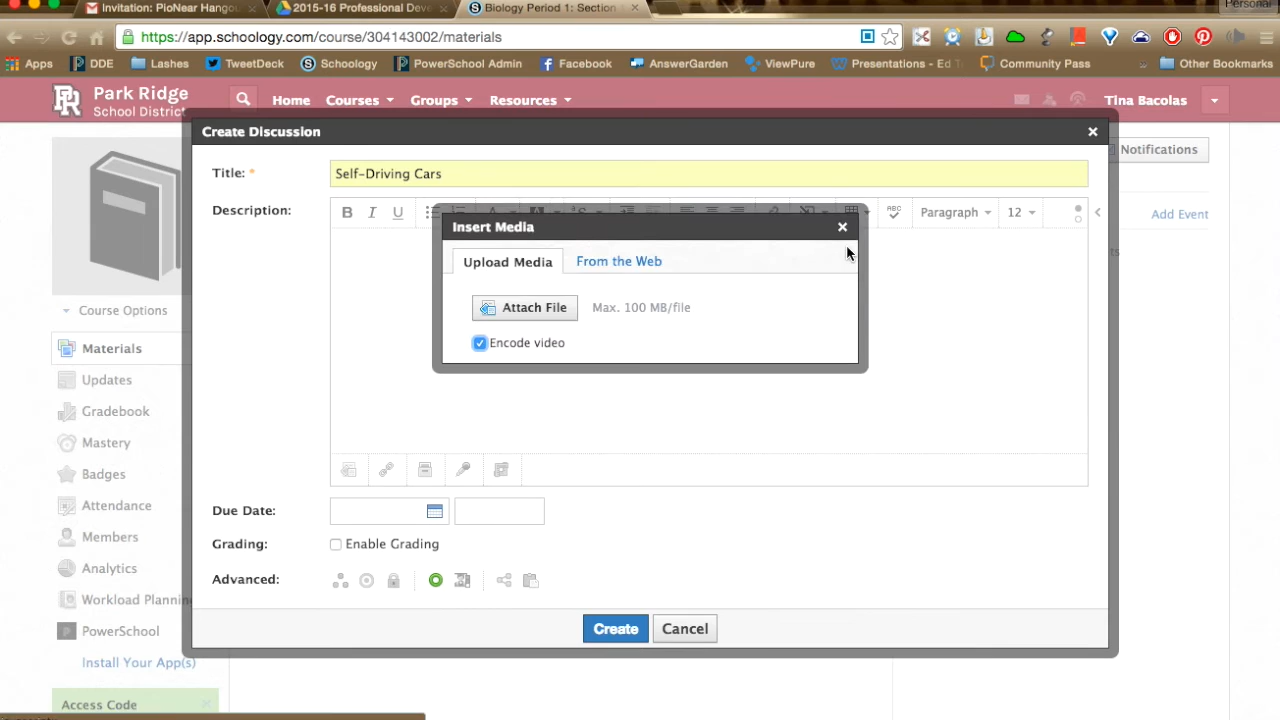 Personal
Invitation: PioNear Hangou
2015-16 Professional Deve
Biology Period 1: Section
https://app.schoology.com/course/304143002/materials
Apps DDE Lashes TweetDeck Schoology PowerSchool Admin Facebook AnswerGarden ViewPure Presentations - Ed T Community Pass Other Bookmarks
PR Park Ridge
School District
Home Courses Groups Resources Tina Bacolas
Create Discussion
Notifications
Title: * Self-Driving Cars
Description: B I U ABC Paragraph 12
Add Event
Insert Media
Upload Media From the Web
Attach File Max. 100 MB/file
Encode video
Course Options
Materials
Updates
Gradebook
Mastery
Badges
Attendance
Members
Analytics
Workload Plannin
PowerSchool
Install Your App(s)
Access Code
Due Date:
Grading: Enable Grading
Advanced:
Create Cancel